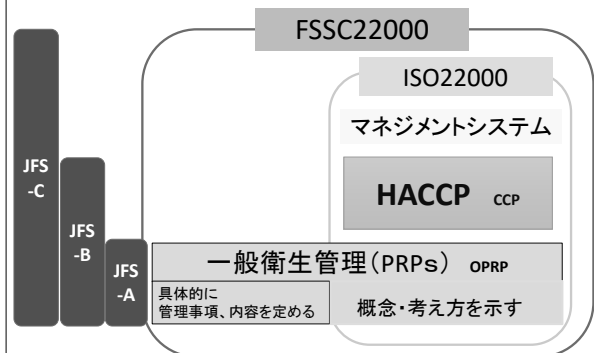 FSSC22000
ISO22000
マネジメントシステム
HACCP CCP
JFS
-C
JFS
-B
JFS
-A
一般衛生管理（PRPs） OPRP
具体的に
管理事項、内容を定める
概念・考え方を示す